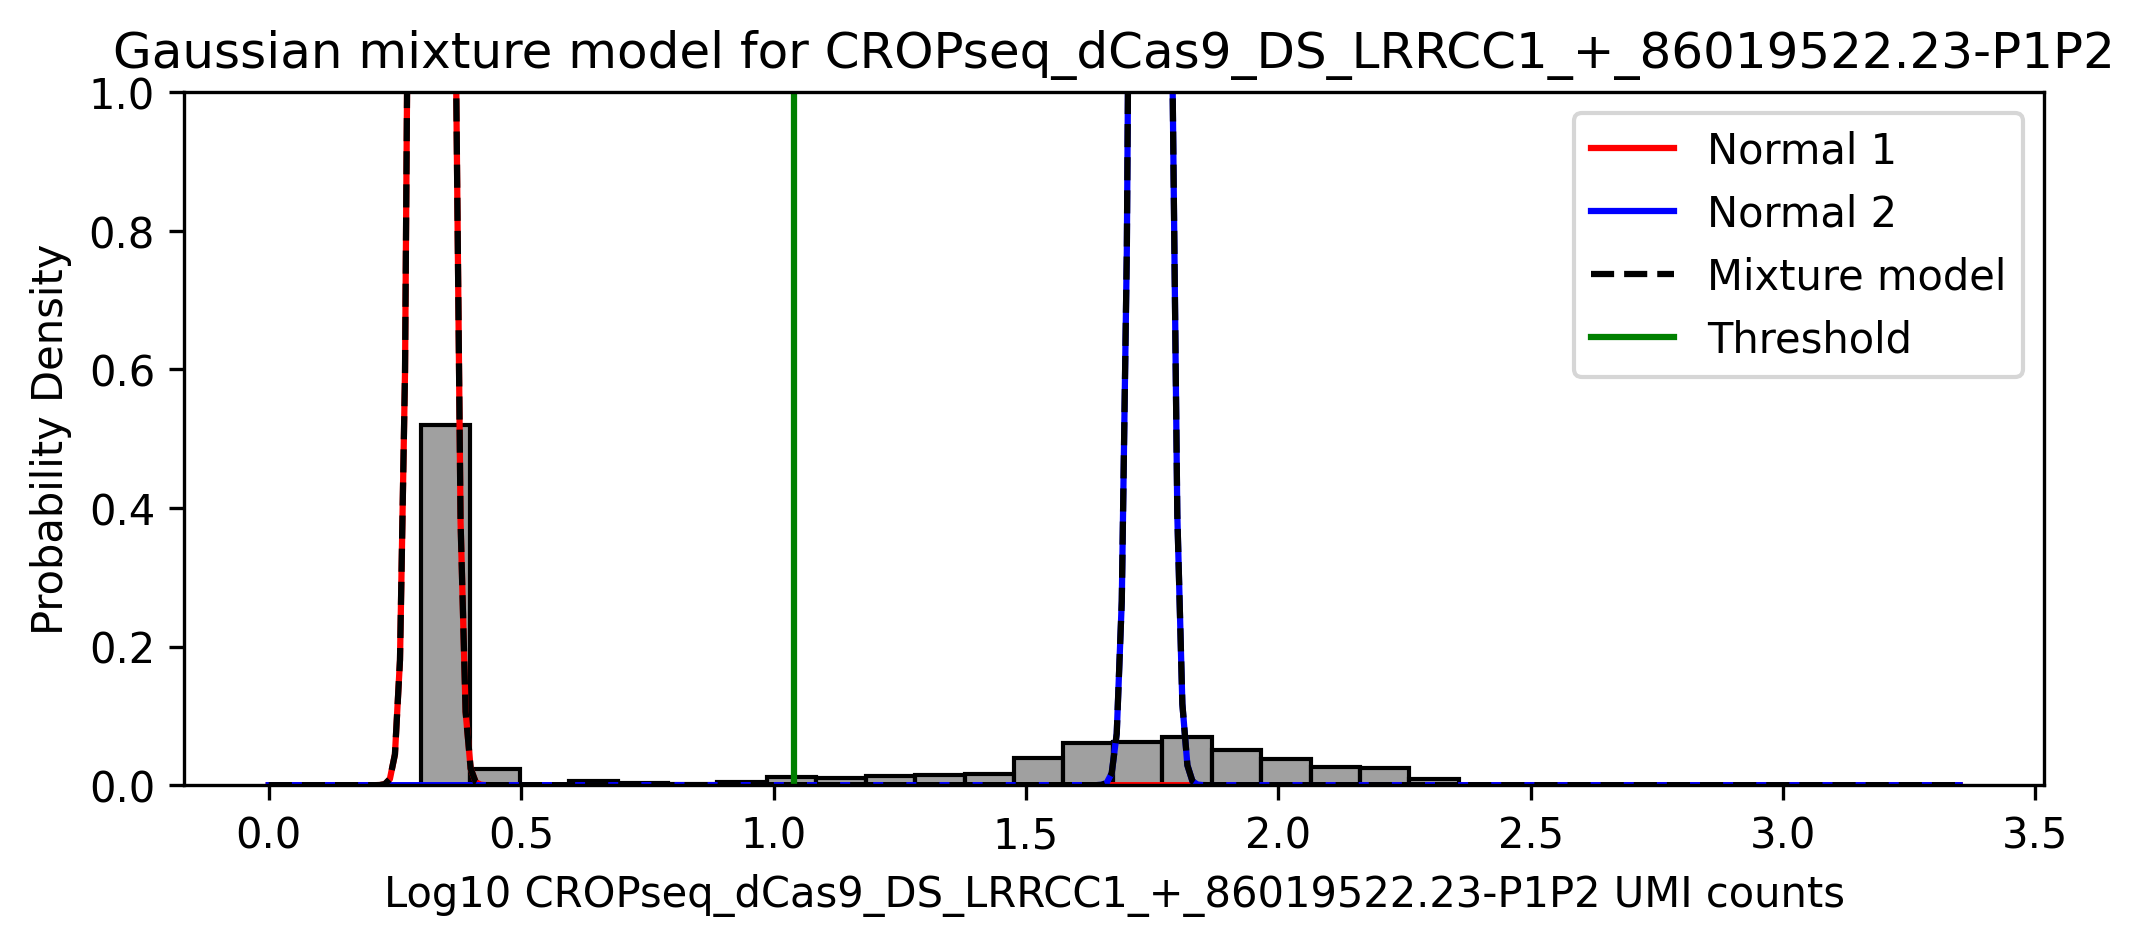 Gaussian mixture model for CROPseq_dCas9_DS_LRRCC1_+_86019522.23-P1P2
1.0
0.8
0.6
0.4
0.2
0.0
Probability Density
Normal 1
Normal 2
Mixture model
Threshold
0.0 0.5 1.0 1.5 2.0 2.5 3.0 3.5
Log10 CROPseq_dCas9_DS_LRRCC1_+_86019522.23-P1P2 UMI counts